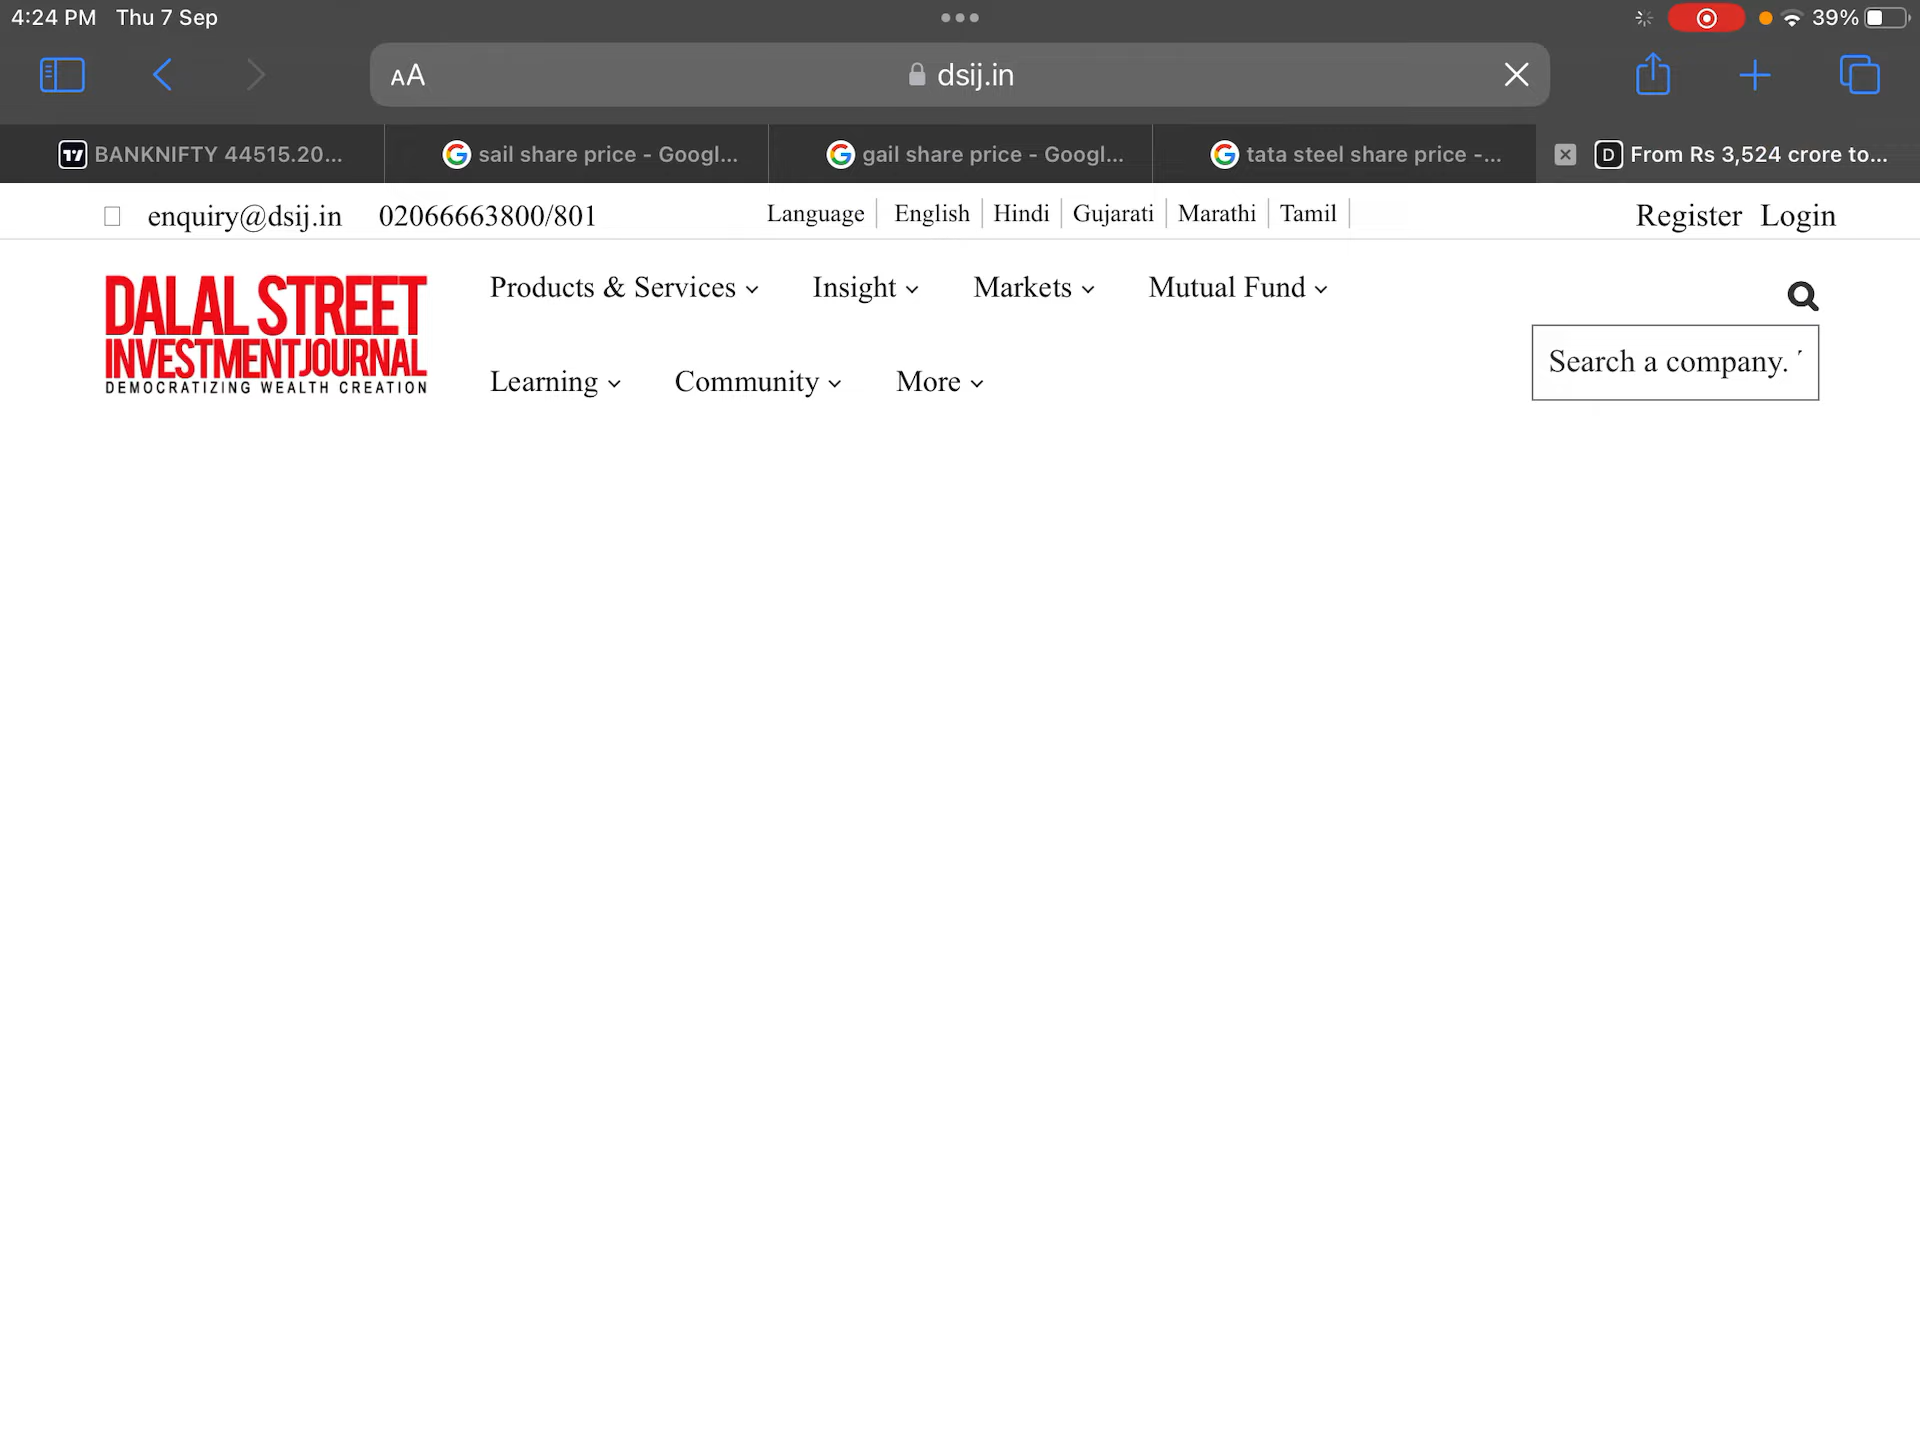 4:24 PM Thu 7 Sep
39%
AA
dsij.in
BANKNIFTY 44515.20...
sail share price - Googl...
gail share price - Googl...
tata steel share price -...
D From Rs 3,524 crore to...
enquiry@dsij.in 02066663800/801
Language English Hindi Gujarati Marathi Tamil
Register Login
DALAL STREET
INVESTMENT JOURNAL
DEMOCRATIZING WEALTH CREATION
Products & Services Insight Markets Mutual Fund
Learning Community More
Search a company.